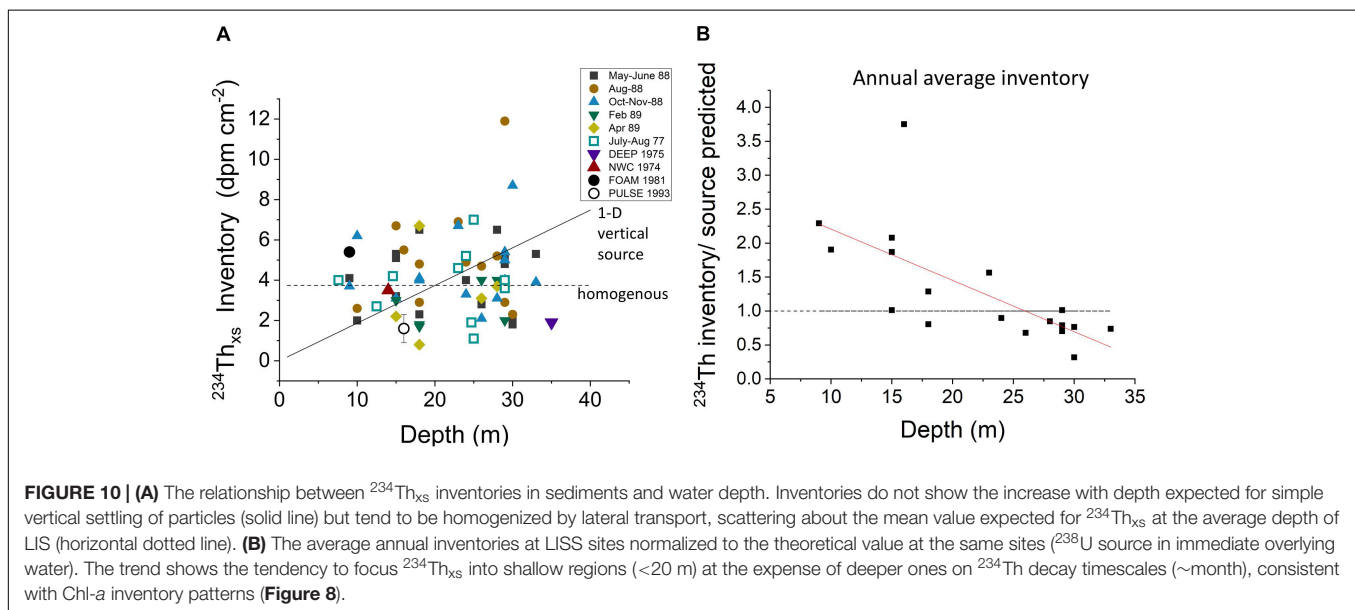 A
B
May-June 88
Aug-88
Oct-Nov-88
Feb 89
Apr 89
July-Aug 77
DEEP 1975
NWC 1974
FOAM 1981
PULSE 1993
1-D
vertical
source
homogenous
12
10
8
6
4
2
0
0 10 20 30 40
²³⁴Thₓₛ Inventory (dpm cm⁻²)
Depth (m)
Annual average inventory
4.0
3.5
3.0
2.5
2.0
1.5
1.0
0.5
0.0
5 10 15 20 25 30 35
²³⁴Th inventory/ source predicted
Depth (m)
FIGURE 10 | (A) The relationship between ²³⁴Thₓₛ inventories in sediments and water depth. Inventories do not show the increase with depth expected for simple
vertical settling of particles (solid line) but tend to be homogenized by lateral transport, scattering about the mean value expected for ²³⁴Thₓₛ at the average depth of
LIS (horizontal dotted line). (B) The average annual inventories at LISS sites normalized to the theoretical value at the same sites (²³⁸U source in immediate overlying
water). The trend shows the tendency to focus ²³⁴Thₓₛ into shallow regions (<20 m) at the expense of deeper ones on ²³⁴Th decay timescales (∼month), consistent
with Chl-a inventory patterns (Figure 8).